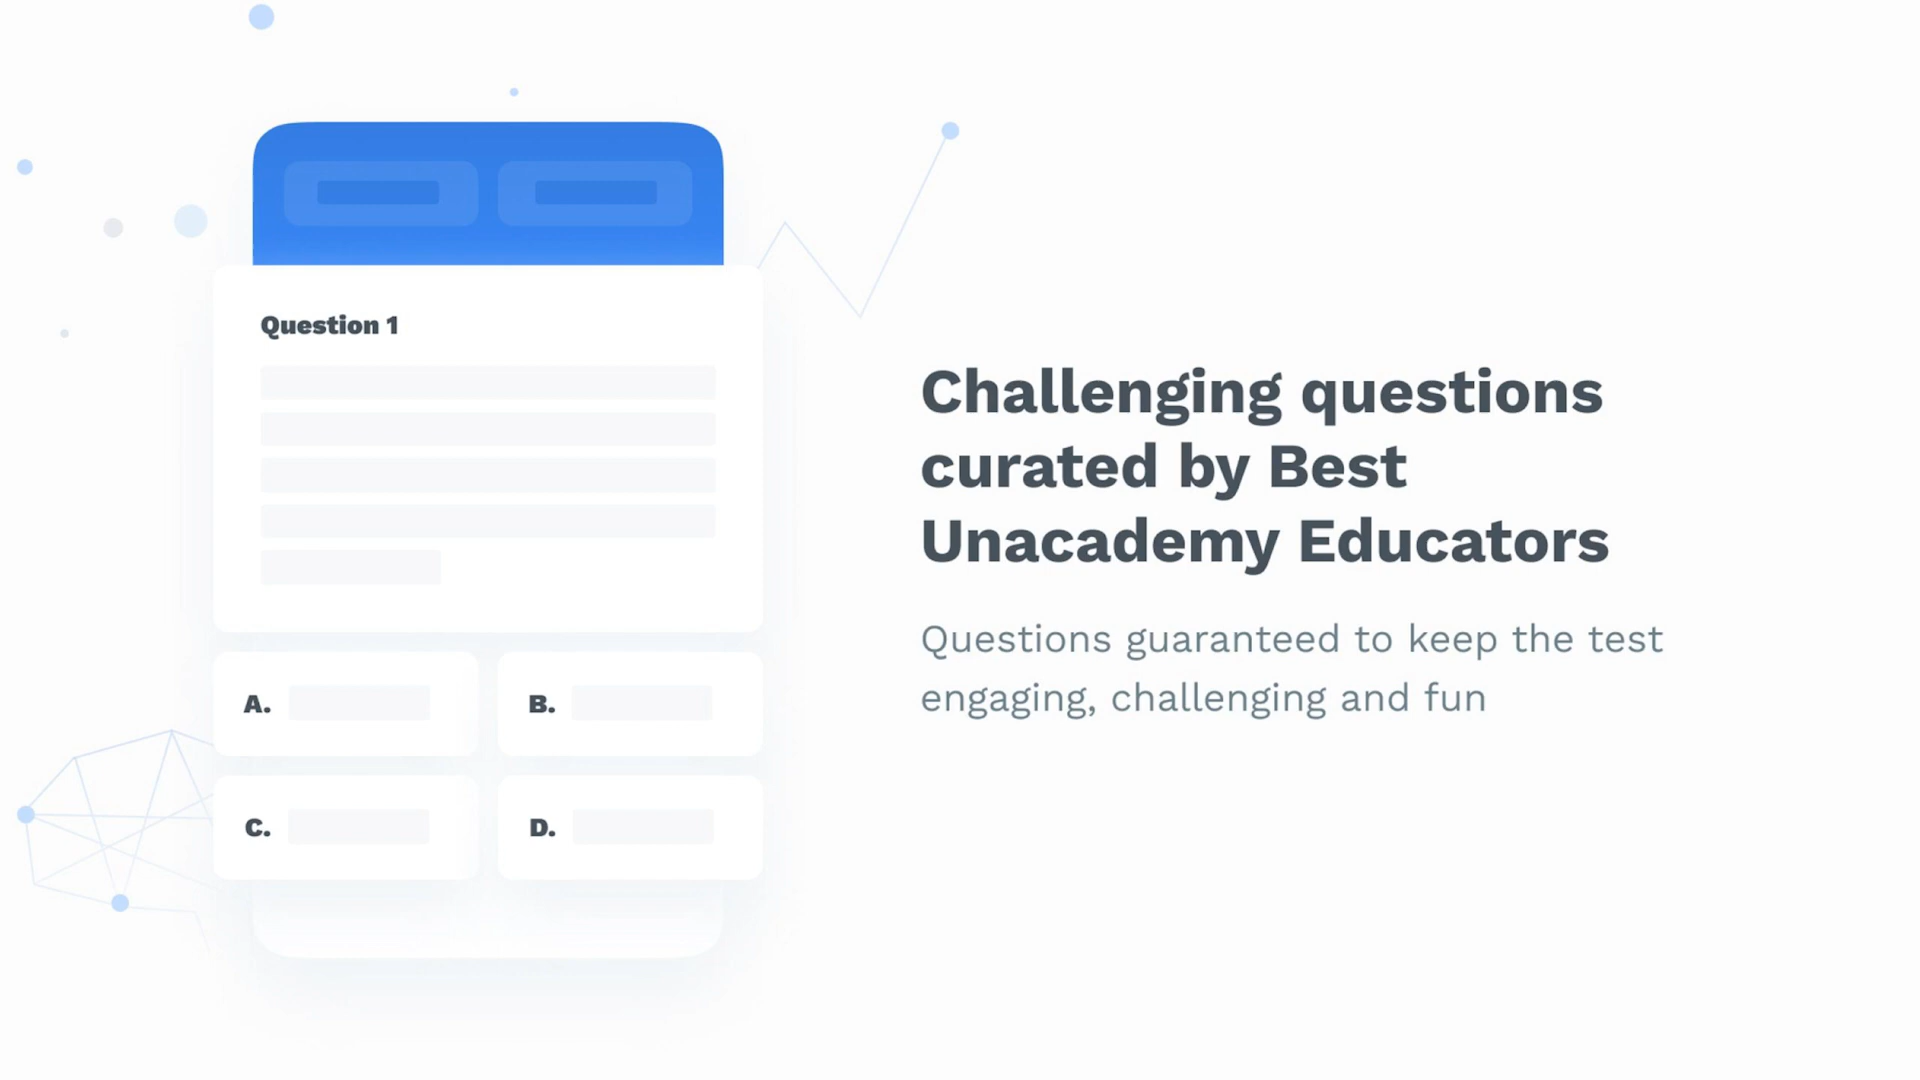 Question 1
A.
B.
C.
D.
Challenging questions
curated by Best
Unacademy Educators
Questions guaranteed to keep the test
engaging, challenging and fun